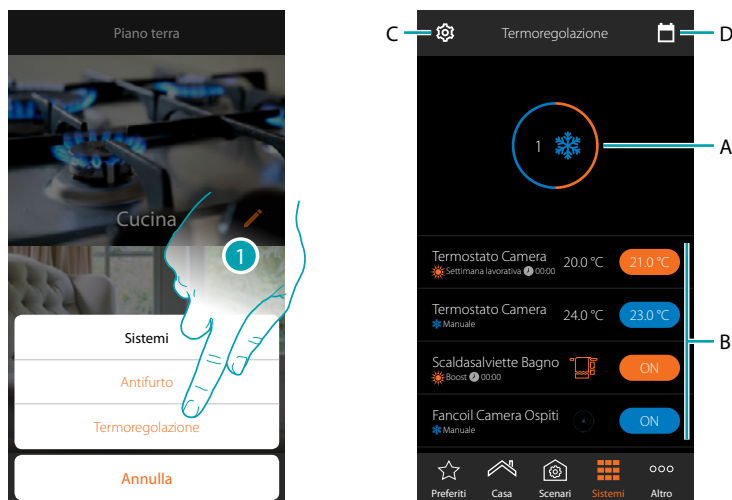 Piano terra
Cucina
1
Sistemi
Antifurto
Termoregolazione
Annulla
C
Termoregolazione
D
1
A
Termostato Camera 20.0 °C 21.0 °C
Settimana lavorativa 00:00
Termostato Camera 24.0 °C 23.0 °C
Manuale
B
Scaldasalviette Bagno ON
Boost 00:00
Fancoil Camera Ospiti ON
Manuale
Preferiti Casa Scenari Sistemi Altro